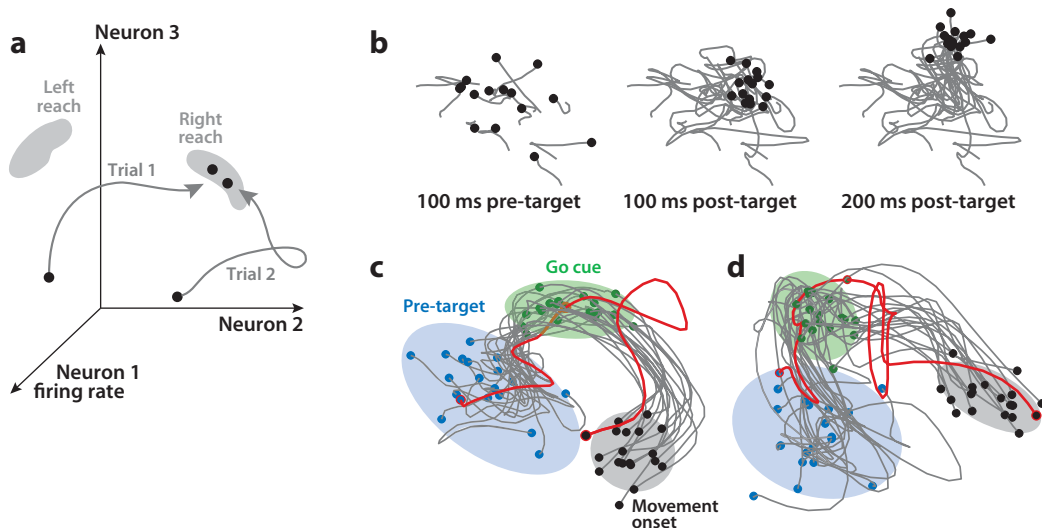 a
Neuron 3
Left
reach
Right
reach
Trial 1
Trial 2
Neuron 2
Neuron 1
firing rate
b
100 ms pre-target
100 ms post-target
200 ms post-target
c
Go cue
Pre-target
Movement
onset
d